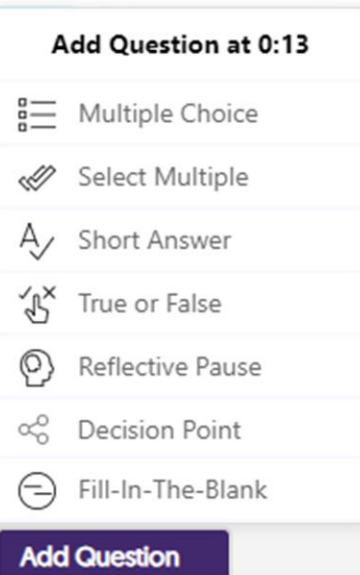 Add Question at 0:13
Multiple Choice
Select Multiple
Short Answer
True or False
Reflective Pause
Decision Point
Fill-In-The-Blank
Add Question